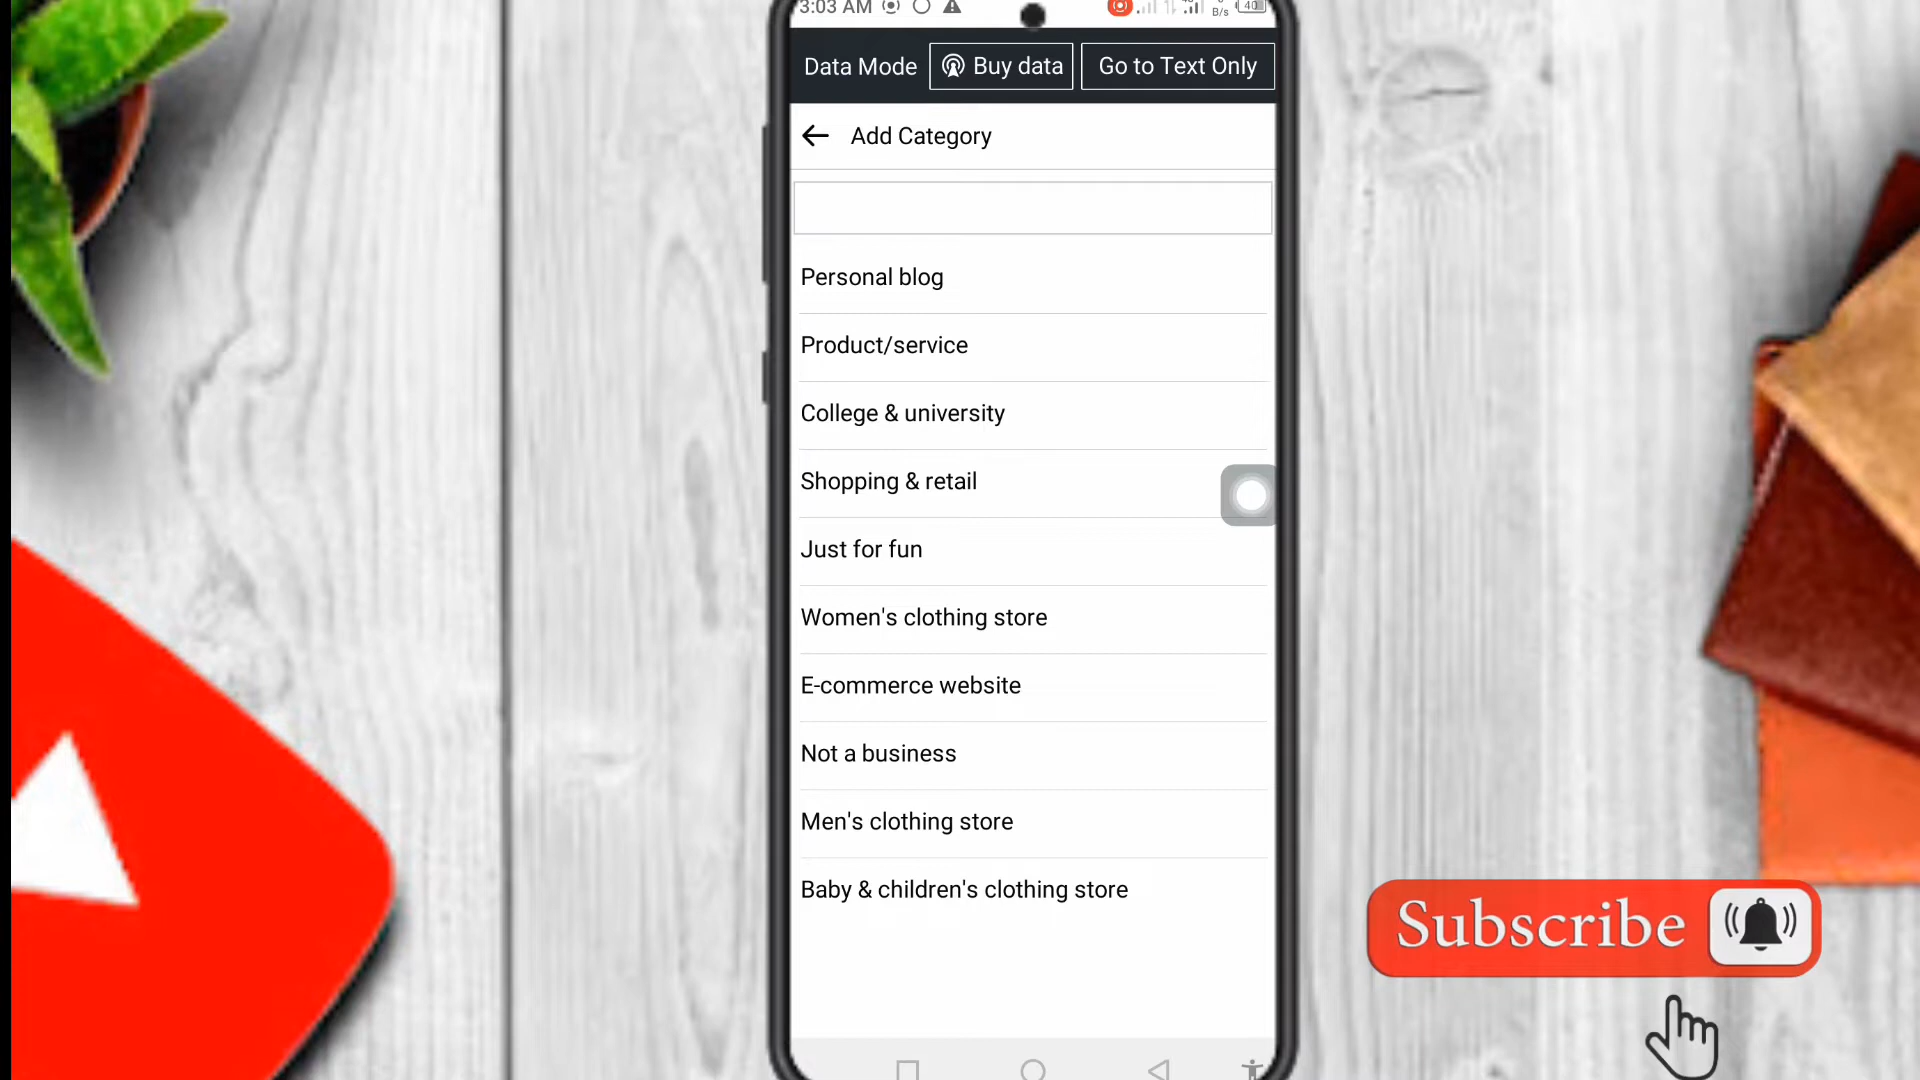 3:03 AM
B/s
40
Data Mode
Buy data
Go to Text Only
Add Category
Personal blog
Product/service
College & university
Shopping & retail
Just for fun
Women's clothing store
E-commerce website
Not a business
Men's clothing store
Baby & children's clothing store
Subscribe